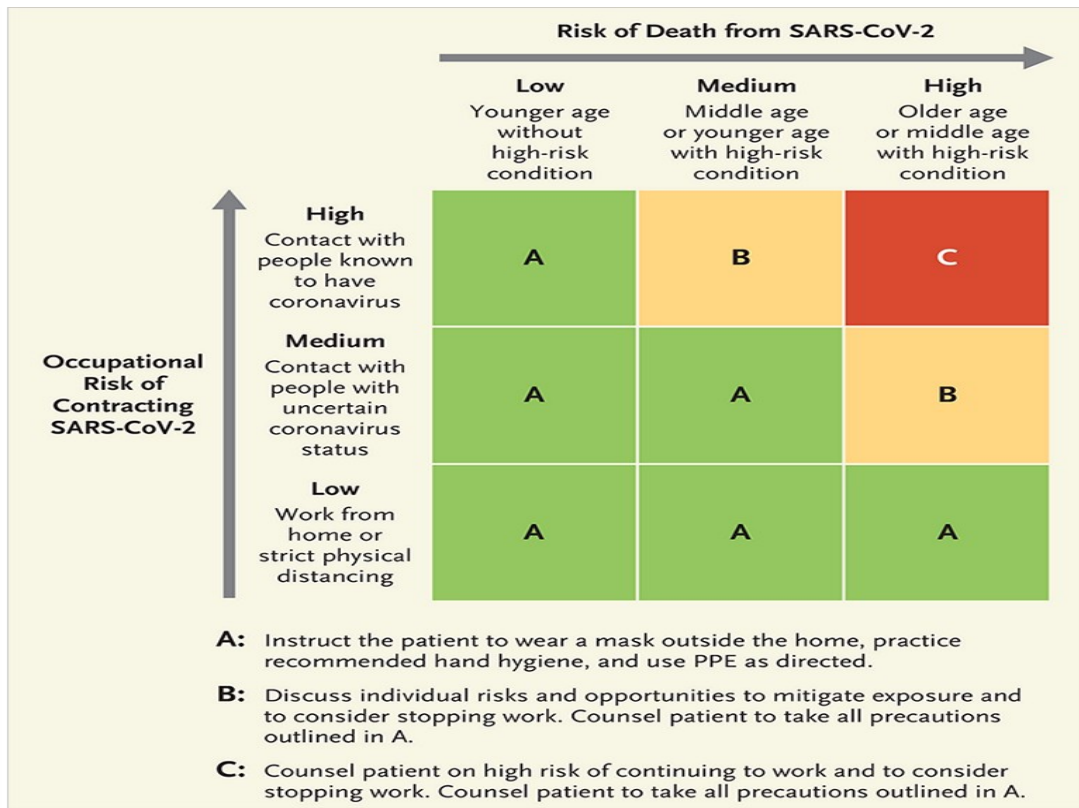 Risk of Death from SARS-CoV-2
Low
Younger age
without
high-risk
condition
Medium
Middle age
or younger age
with high-risk
condition
High
Older age
or middle age
with high-risk
condition
Occupational
Risk of
Contracting
SARS-CoV-2
High
Contact with
people known
to have
coronavirus
A
B
C
Medium
Contact with
people with
uncertain
coronavirus
status
A
A
B
Low
Work from
home or
strict physical
distancing
A
A
A
A: Instruct the patient to wear a mask outside the home, practice
recommended hand hygiene, and use PPE as directed.
B: Discuss individual risks and opportunities to mitigate exposure and
to consider stopping work. Counsel patient to take all precautions
outlined in A.
C: Counsel patient on high risk of continuing to work and to consider
stopping work. Counsel patient to take all precautions outlined in A.